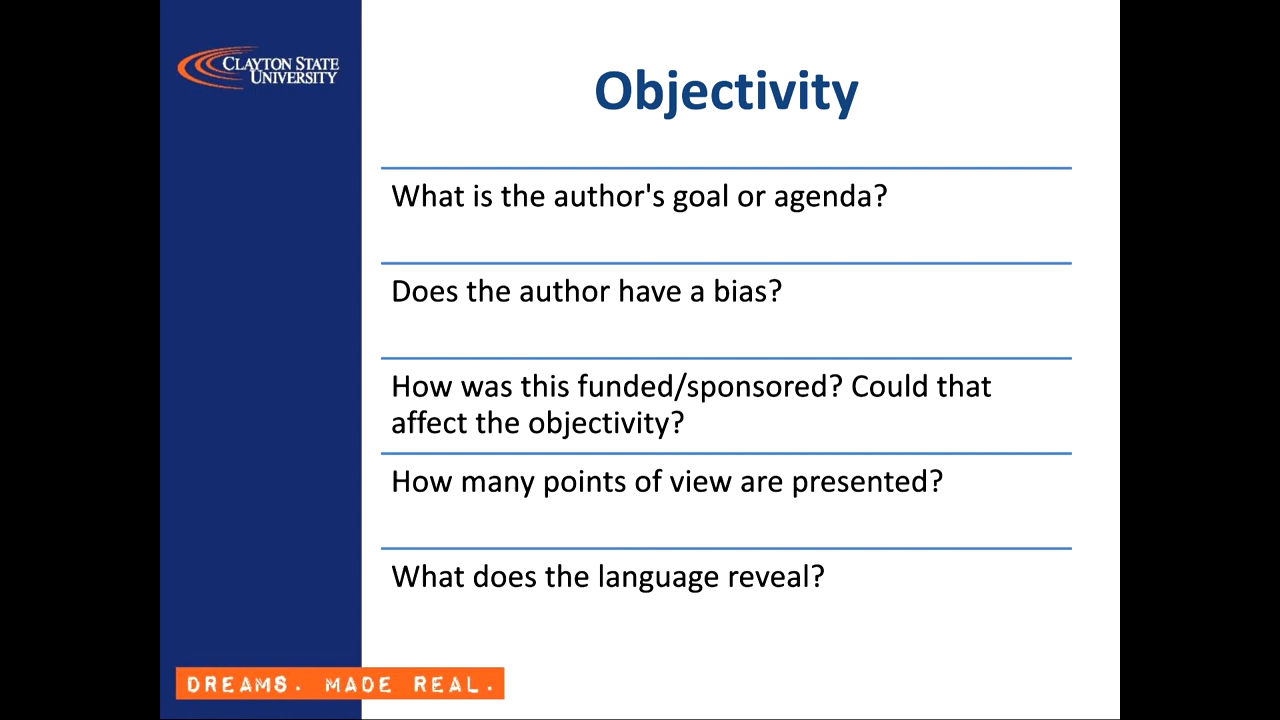 CLAYTON STATE
UNIVERSITY
Objectivity
What is the author's goal or agenda?
Does the author have a bias?
How was this funded/sponsored? Could that
affect the objectivity?
How many points of view are presented?
What does the language reveal?
DREAMS. MADE REAL.